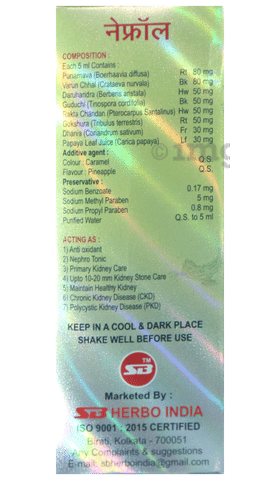 नेफ्रॉल
COMPOSITION :
Each 5 ml Contains :
Punarnava (Boerhaavia diffusa) Rt 80 mg
Varun Chhal (Crataeva nurvala) Bk 80 mg
Daruharidra (Berberis aristata) Hw 50 mg
Guduchi (Tinospora cordifolia) Bk 50 mg
Rakta Chandan (Pterocarpus Santalinus) Hw 50 mg
Gokshura (Tribulus terrestris) Rt 50 mg
Dhania (Coriandrum sativum) Fr 30 mg
Papaya Leaf Juice (Carica papaya) Lf 30 mg
Additive agent :
Colour : Caramel Q.S.
Flavour : Pineapple Q.S.
Preservative :
Sodium Benzoate 0.17 mg
Sodium Methyl Paraben 5 mg
Sodium Propyl Paraben 0.8 mg
Purified Water Q.S. to 5 ml
ACTING AS :
1) Anti oxidant
2) Nephro Tonic
3) Primary Kidney Care
4) Upto 10-20 mm Kidney Stone Care
5) Maintain Healthy Kidney
6) Chronic Kidney Disease (CKD)
7) Polycystic Kidney Disease (PKD)
KEEP IN A COOL & DARK PLACE
SHAKE WELL BEFORE USE
SB TM
Marketed By :
SB HERBO INDIA
ISO 9001 : 2015 CERTIFIED
Birati, Kolkata - 700051
Any Complaints & suggestions
E-mail: sbherboindia@gmail.com